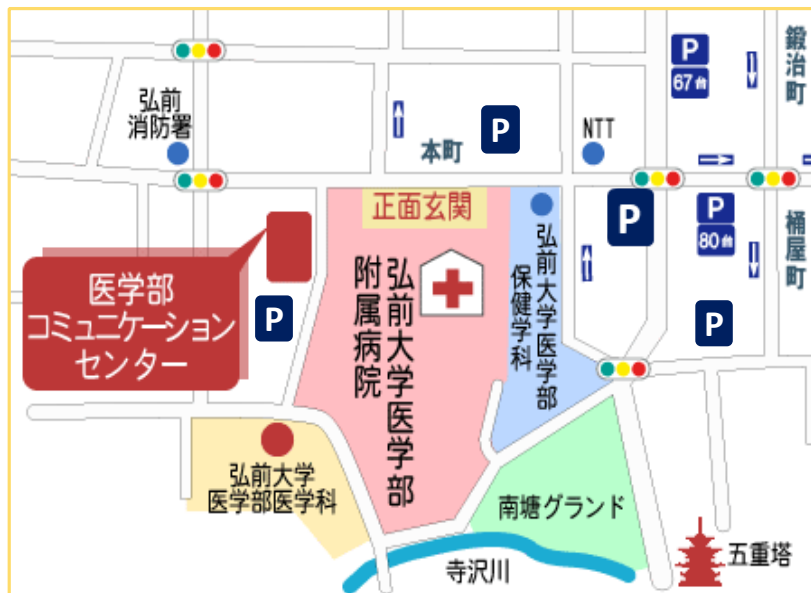 P
67台
鍛治町
弘前
消防署
P
NTT
本町
正面玄関
P
P
80台
桶屋町
医学部
コミュニケーション
センター
P
弘前大学医学部
附属病院
弘前大学医学部
保健学科
P
弘前大学
医学部医学科
南塘グランド
寺沢川
五重塔